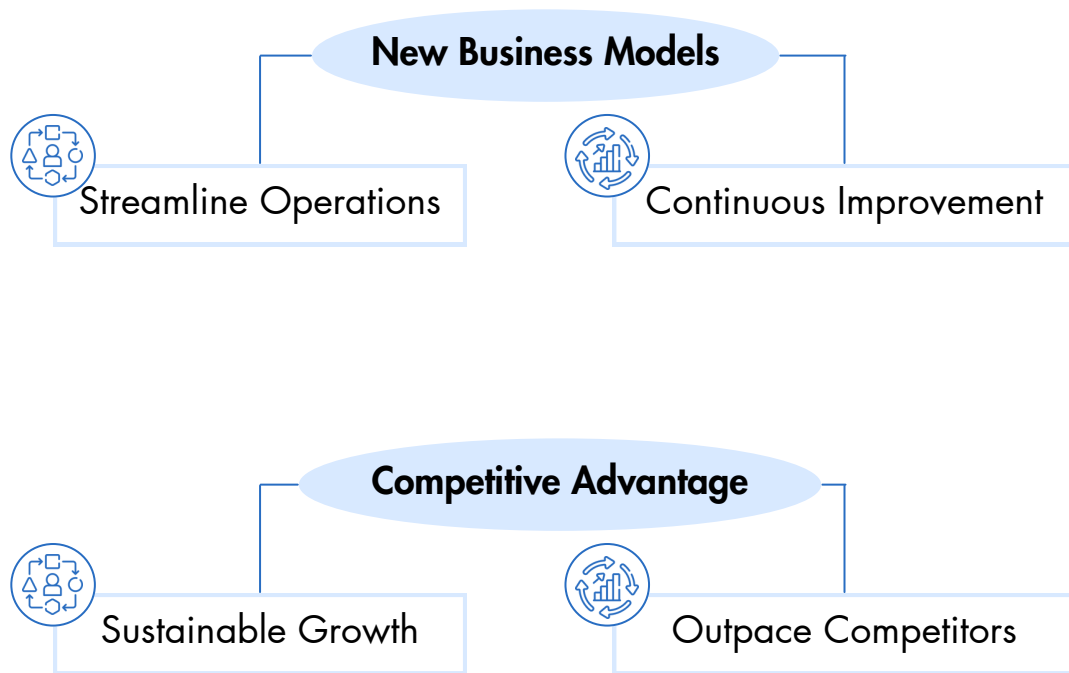 New Business Models
Streamline Operations
Continuous Improvement
Competitive Advantage
Sustainable Growth
Outpace Competitors